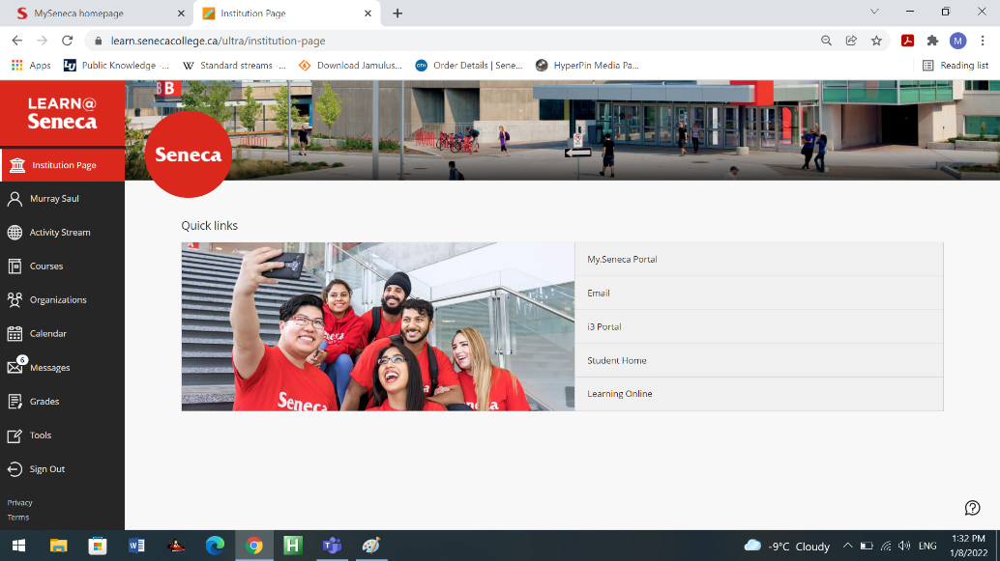 MySeneca homepage
Institution Page
learn.senecacollege.ca/ultra/institution-page
M
Apps
Public Knowledge -...
Standard streams -...
Download Jamulus...
Order Details | Sene...
HyperPin Media Pa...
Reading list
LEARN@
Seneca
B B
Seneca
Institution Page
Murray Saul
Activity Stream
Courses
Organizations
Calendar
6
Messages
Grades
Tools
Sign Out
Privacy
Terms
Quick links
Seneca
My.Seneca Portal
Email
i3 Portal
Student Home
Learning Online
-9°C Cloudy
ENG
1:32 PM
1/8/2022